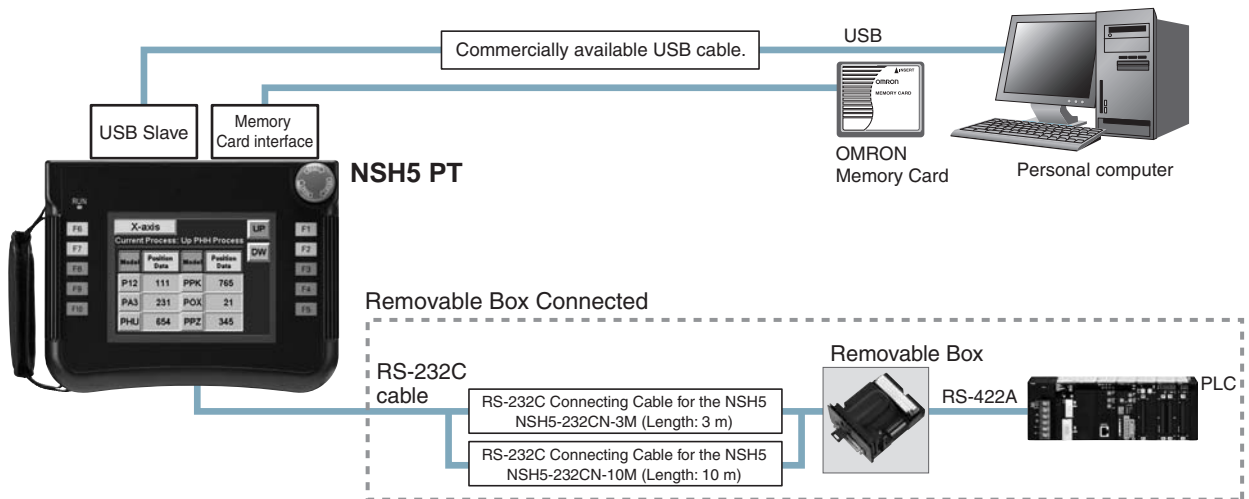 Commercially available USB cable.
USB
INSERT
OMRON
MEMORY CARD
USB Slave
Memory
Card interface
OMRON
Memory Card
Personal computer
NSH5 PT
RUN
F6
F7
F8
F9
F10
X-axis
UP
Current Process: Up PHH Process
DW
Model
Position
Data
Model
Position
Data
P12 111 PPK 765
PA3 231 POX 21
PHU 654 PPZ 345
F1
F2
F3
F4
F5
Removable Box Connected
RS-232C
cable
RS-232C Connecting Cable for the NSH5
NSH5-232CN-3M (Length: 3 m)
RS-232C Connecting Cable for the NSH5
NSH5-232CN-10M (Length: 10 m)
Removable Box
RS-422A
PLC